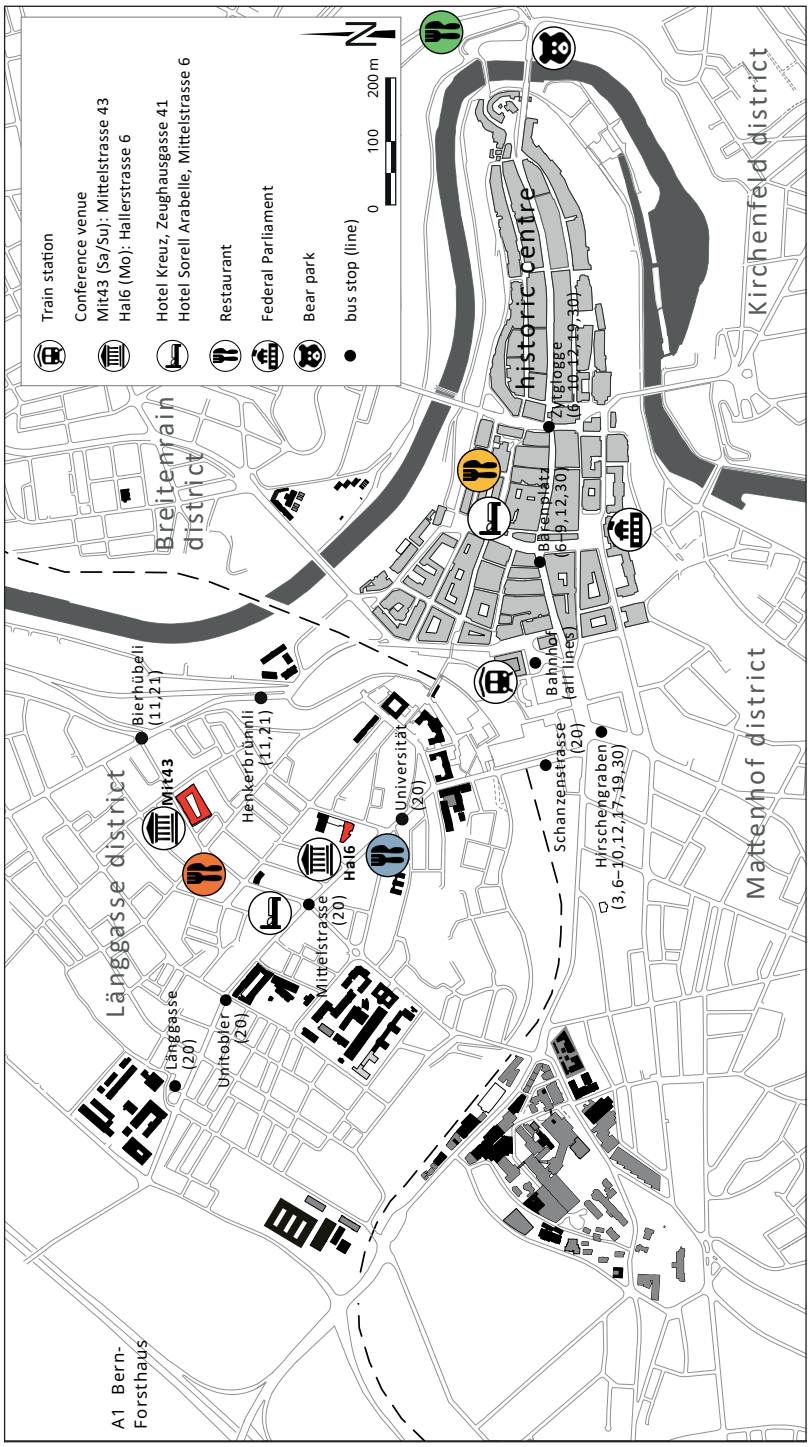 Train station
Conference venue
Mit43 (Sa/Su): Mittelstrasse 43
Hal6 (Mo): Hallerstrasse 6
Hotel Kreuz, Zeughausgasse 41
Hotel Sorell Arabelle, Mittelstrasse 6
Restaurant
Federal Parliament
Bear park
bus stop (line)
N
0 100 200 m
A1 Bern-
Forsthaus
Länggasse district
Breitenrain
district
Länggasse
(20)
Unitobler
(20)
Mittelstrasse
(20)
Mit43
Hal6
Bierhübeli
(11,21)
Henkerbrünnli
(11,21)
Universität
(20)
Schanzenstrasse
(20)
Hirschengraben
(3,6–10,12,17,19,30)
Bahnhof
(all lines)
Bärenplatz
(6–9,12,30)
Zytglogge
(6–10,12,19,30)
historic centre
Mattenhof district
Kirchenfeld district